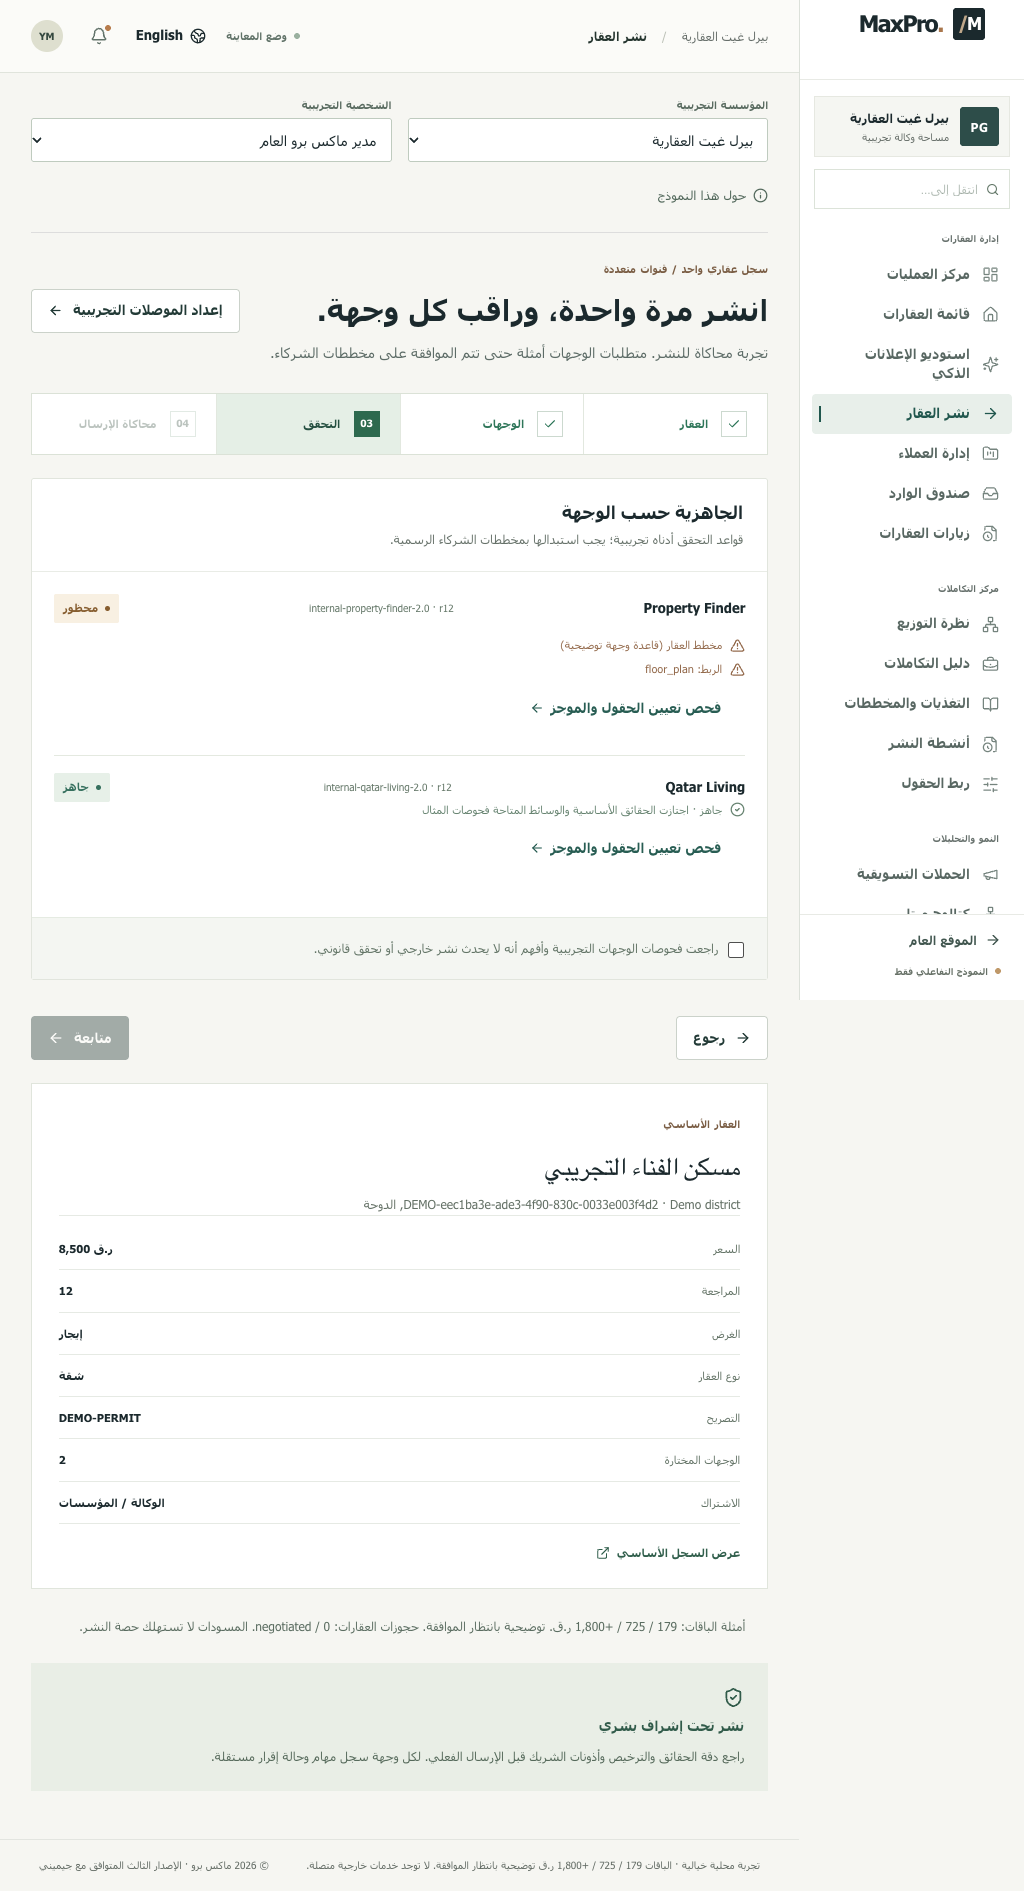 MaxPro.
/M
بيرل غيت العقارية
مساحة وكالة تجريبية
PG
انتقل إلى...
إدارة العقارات
مركز العمليات
قائمة العقارات
استوديو الإعلانات
الذكي
نشر العقار
إدارة العملاء
صندوق الوارد
زيارات العقارات
مركز التكاملات
نظرة التوزيع
دليل التكاملات
التغذيات والمخططات
أنشطة النشر
ربط الحقول
النمو والتحليلات
الحملات التسويقية
الموقع العام
النموذج التفاعلي فقط
بيرل غيت العقارية / نشر العقار
وضع المعاينة
English
YM
المؤسسة التجريبية
بيرل غيت العقارية
الشخصية التجريبية
مدير ماكس برو العام
حول هذا النموذج
سجل عقاري واحد / قنوات متعددة
انشر مرة واحدة، وراقب كل وجهة.
إعداد الموصلات التجريبية
تجربة محاكاة للنشر. متطلبات الوجهات أمثلة حتى تتم الموافقة على مخططات الشركاء.
العقار
الوجهات
03 التحقق
04 محاكاة الإرسال
الجاهزية حسب الوجهة
قواعد التحقق أدناه تجريبية؛ يجب استبدالها بمخططات الشركاء الرسمية.
Property Finder
internal-property-finder-2.0 · r12
محظور
مخطط العقار (قاعدة وجهة توضيحية)
الربط: floor_plan
فحص تعيين الحقول والموجز
Qatar Living
internal-qatar-living-2.0 · r12
جاهز
جاهز · اجتازت الحقائق الأساسية والوسائط المتاحة فحوصات المثال
فحص تعيين الحقول والموجز
راجعت فحوصات الوجهات التجريبية وأفهم أنه لا يحدث نشر خارجي أو تحقق قانوني.
رجوع
متابعة
العقار الأساسي
مسكن الفناء التجريبي
DEMO-eec1ba3e-ade3-4f90-830c-0033e003f4d2 · Demo district, الدوحة
السعر
ر.ق 8,500
المراجعة
12
الغرض
إيجار
نوع العقار
شقة
التصريح
DEMO-PERMIT
الوجهات المختارة
2
الاشتراك
الوكالة / المؤسسات
عرض السجل الأساسي
أمثلة الباقات: 179 / 725 / +1,800 ر.ق. توضيحية بانتظار الموافقة. حجوزات العقارات: 0 / negotiated. المسودات لا تستهلك حصة النشر.
نشر تحت إشراف بشري
راجع دقة الحقائق والترخيص وأذونات الشريك قبل الإرسال الفعلي. لكل وجهة سجل مهام وحالة إقرار مستقلة.
تجربة محلية خيالية · الباقات 179 / 725 / +1,800 ر.ق توضيحية بانتظار الموافقة. لا توجد خدمات خارجية متصلة.
© 2026 ماكس برو · الإصدار الثالث المتوافق مع جيميني